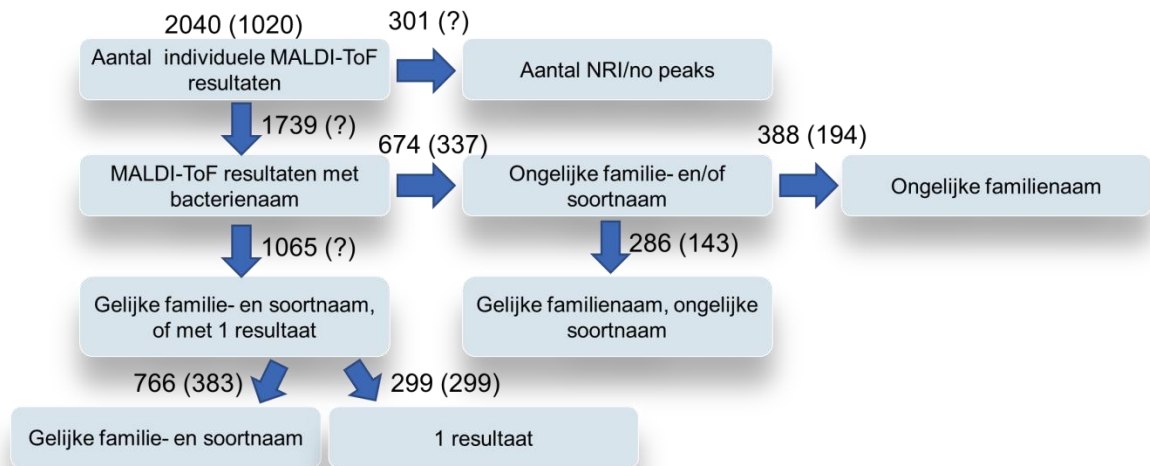 2040 (1020)
301 (?)
Aantal individuele MALDI-ToF
resultaten
Aantal NRI/no peaks
1739 (?)
674 (337)
388 (194)
MALDI-ToF resultaten met
bacterienaam
Ongelijke familie- en/of
soortnaam
Ongelijke familienaam
1065 (?)
286 (143)
Gelijke familie- en soortnaam,
of met 1 resultaat
Gelijke familienaam, ongelijke
soortnaam
766 (383)
299 (299)
Gelijke familie- en soortnaam
1 resultaat